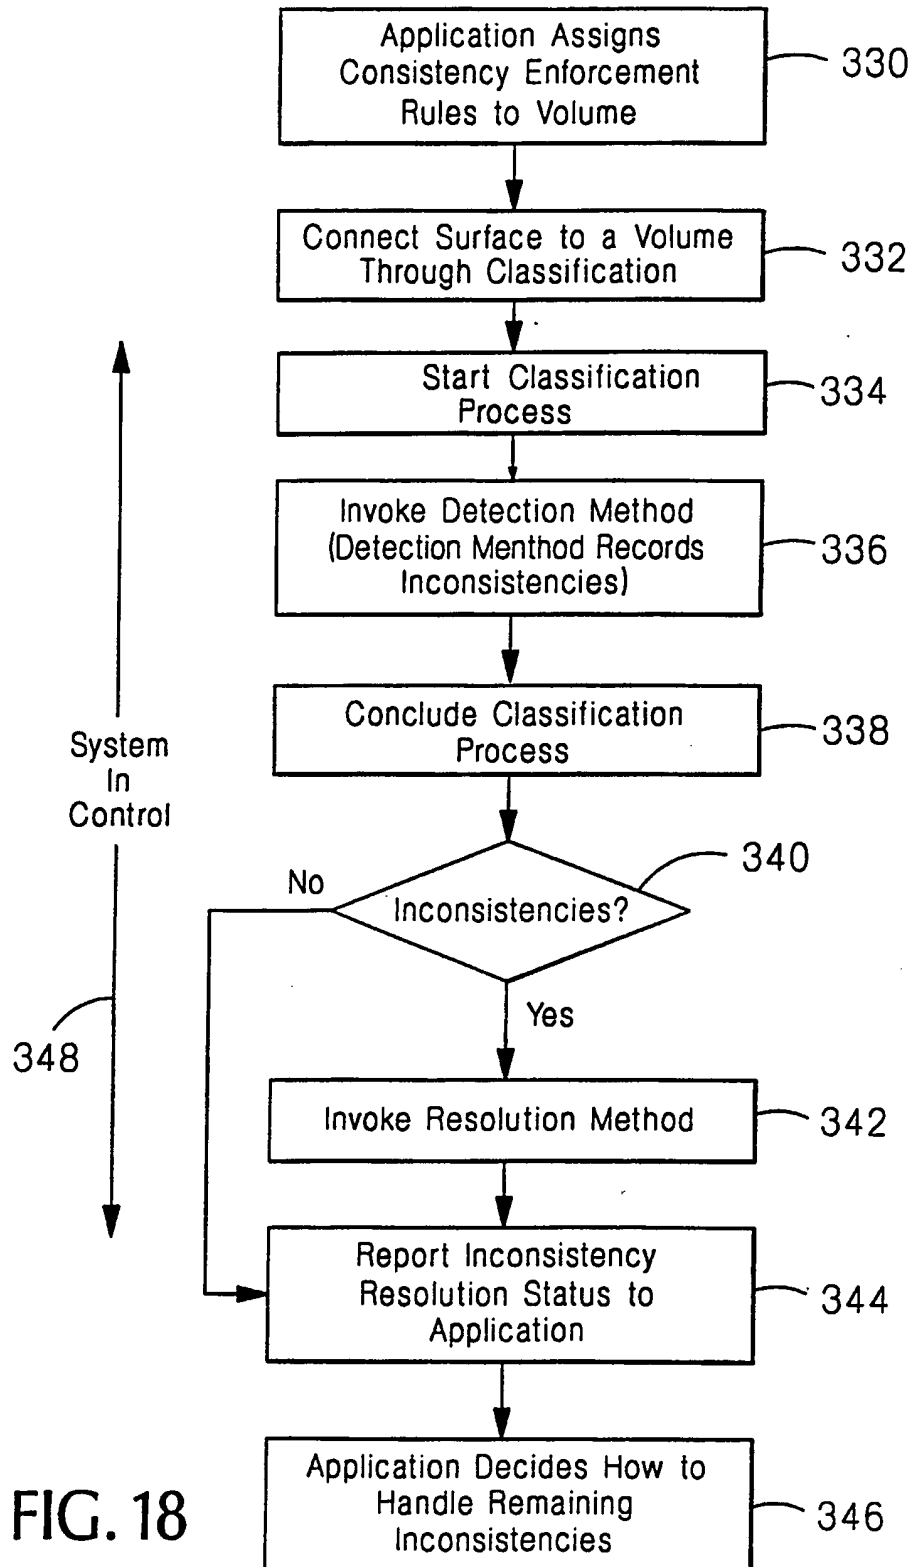 Application Assigns
Consistency Enforcement
Rules to Volume
330
Connect Surface to a Volume
Through Classification
332
Start Classification
Process
334
Invoke Detection Method
(Detection Menthod Records
Inconsistencies)
336
Conclude Classification
Process
338
System
In
Control
340
No
Inconsistencies?
Yes
348
Invoke Resolution Method
342
Report Inconsistency
Resolution Status to
Application
344
Application Decides How to
Handle Remaining
Inconsistencies
346
FIG. 18